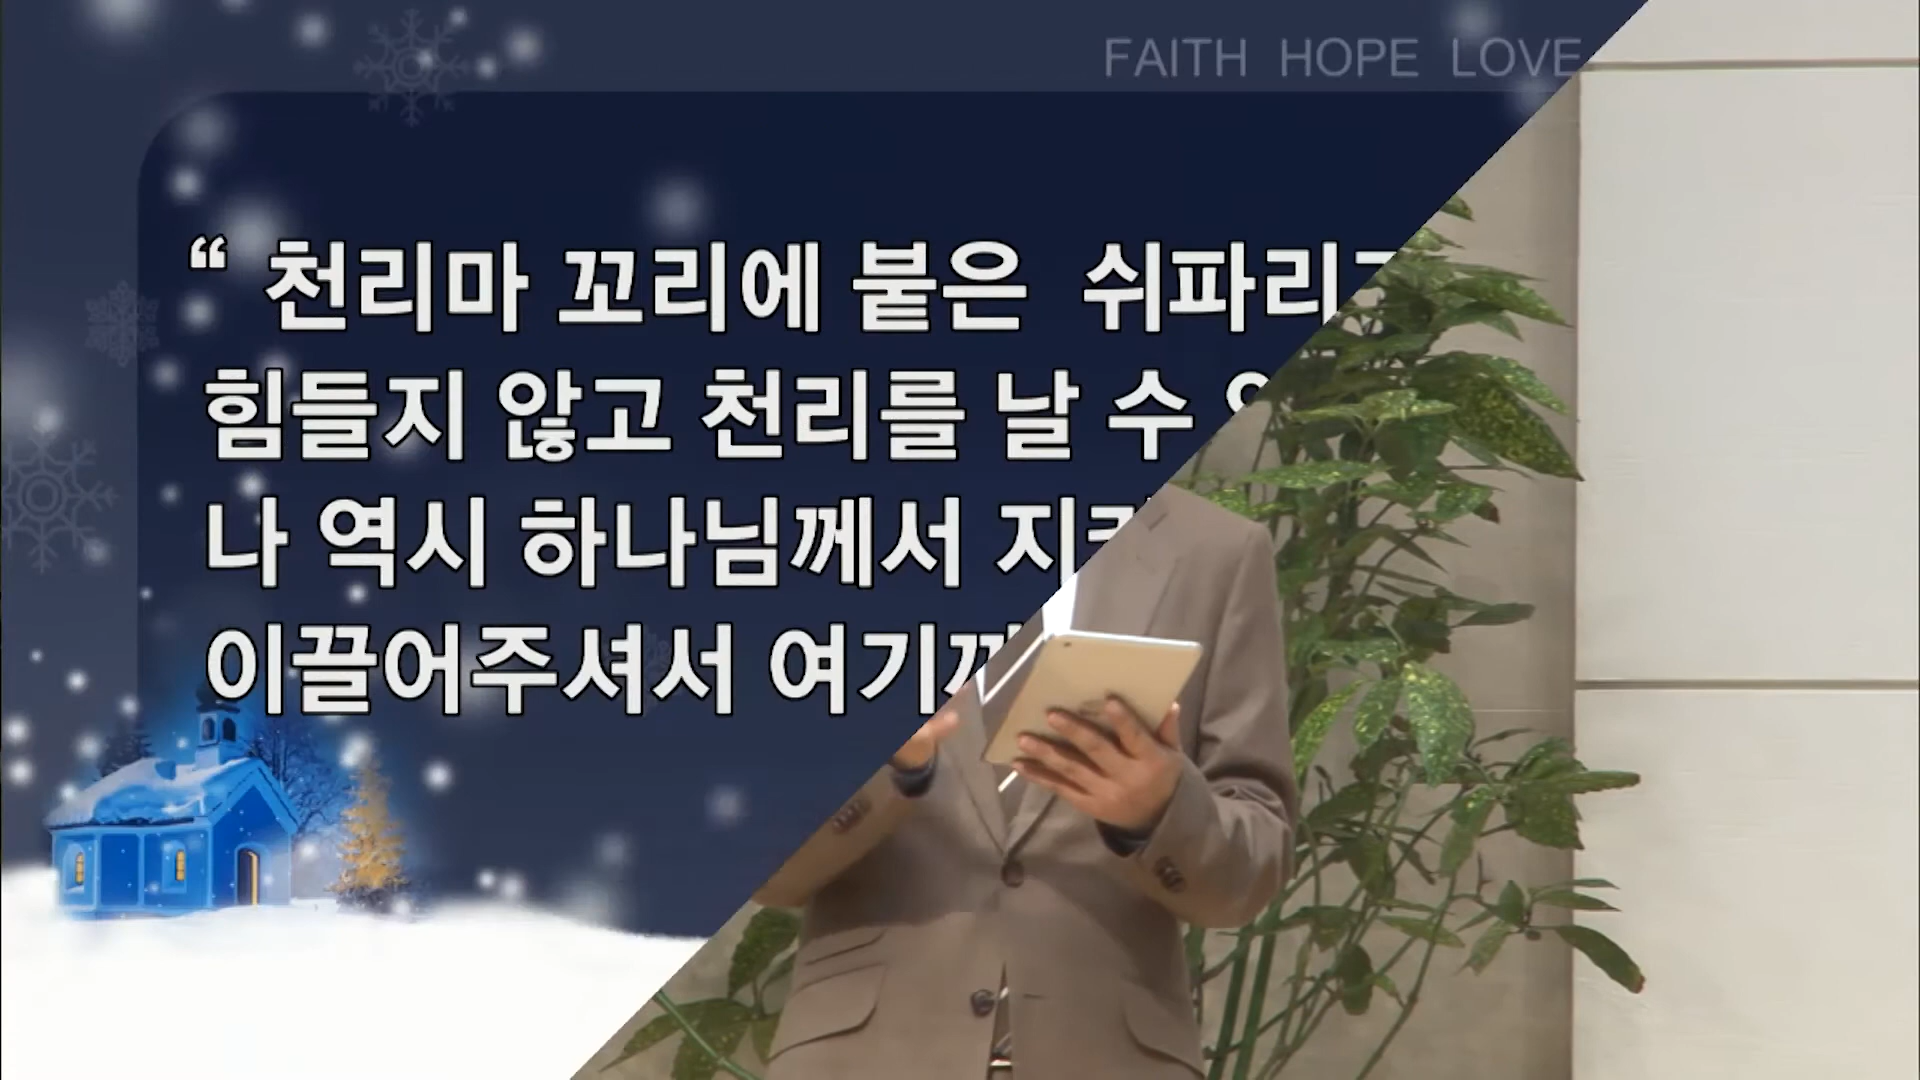 FAITH HOPE LOVE
“ 천리마 꼬리에 붙은 쉬파리
힘들지 않고 천리를 날 수
나 역시 하나님께서
이끌어주셔서